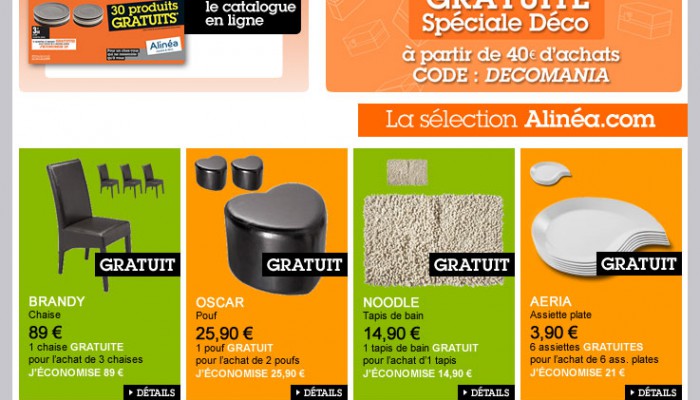 30 produits
GRATUITS*
Alinéa
le catalogue
en ligne
GRATUITE
Spéciale Déco
à partir de 40€ d'achats
CODE : DECOMANIA
La sélection Alinéa.com
GRATUIT
BRANDY
Chaise
89 €
1 chaise GRATUITE
pour l'achat de 3 chaises
J'ÉCONOMISE 89 €
DÉTAILS
GRATUIT
OSCAR
Pouf
25,90 €
1 pouf GRATUIT
pour l'achat de 2 poufs
J'ÉCONOMISE 25,90 €
DÉTAILS
GRATUIT
NOODLE
Tapis de bain
14,90 €
1 tapis de bain GRATUIT
pour l'achat d'1 tapis
J'ÉCONOMISE 14,90 €
DÉTAILS
GRATUIT
AERIA
Assiette plate
3,90 €
6 assiettes GRATUITES
pour l'achat de 6 ass. plates
J'ÉCONOMISE 21 €
DÉTAILS